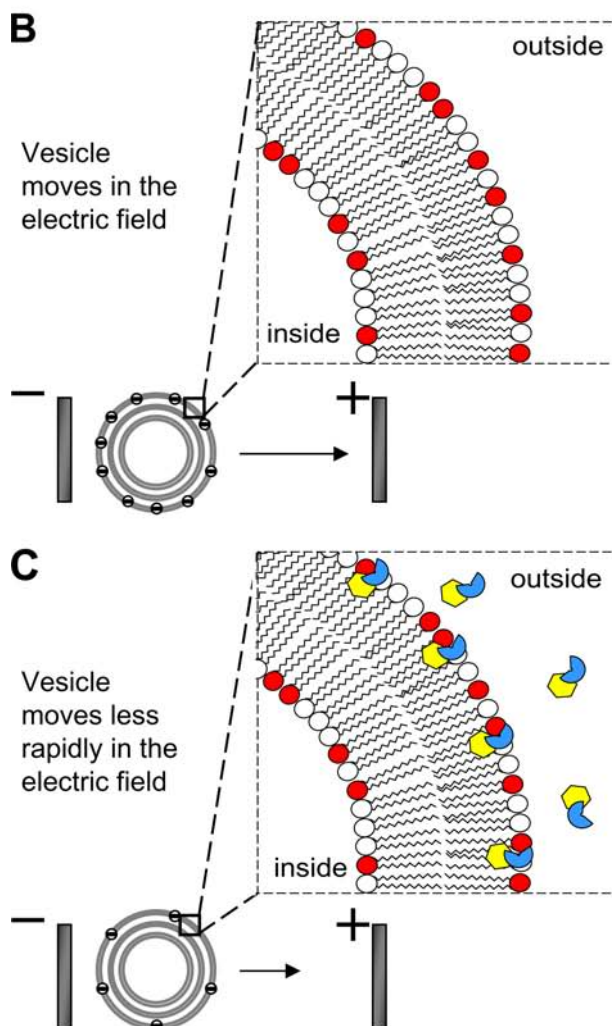 B
outside
Vesicle
moves in the
electric field
inside
− +
C
outside
Vesicle
moves less
rapidly in the
electric field
inside
− +